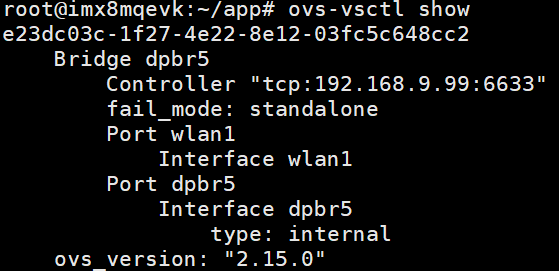 root@imx8mqevk:~/app# ovs-vsctl show
e23dc03c-1f27-4e22-8e12-03fc5c648cc2
    Bridge dpbr5
        Controller "tcp:192.168.9.99:6633"
        fail_mode: standalone
        Port wlan1
            Interface wlan1
        Port dpbr5
            Interface dpbr5
                type: internal
    ovs_version: "2.15.0"